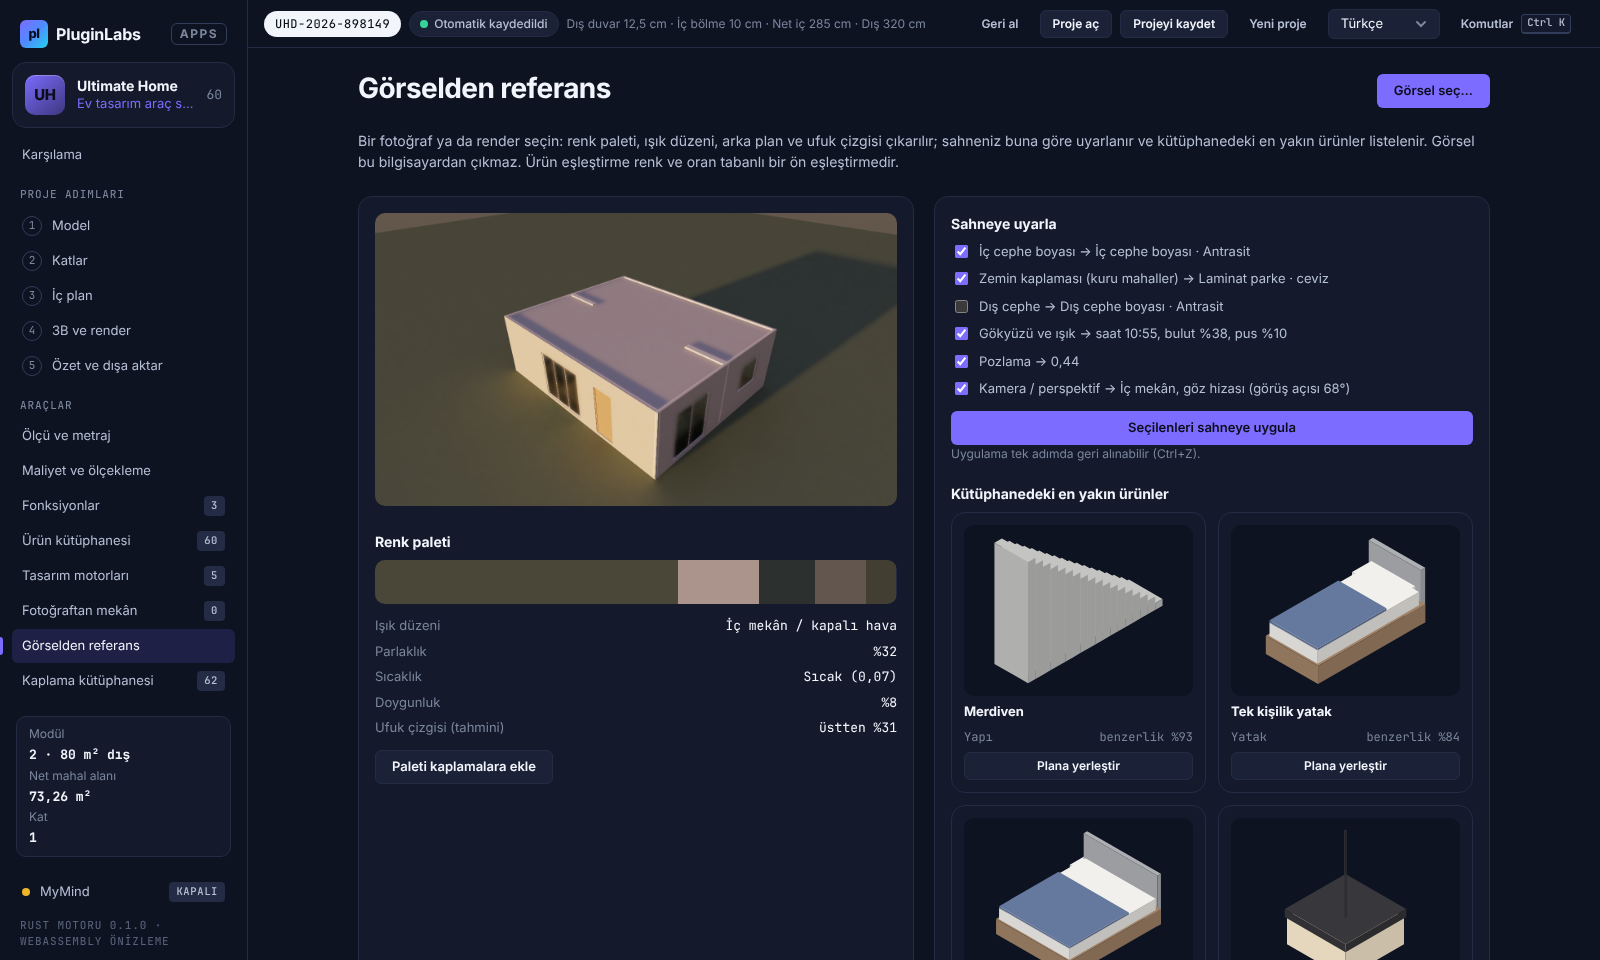 pl PluginLabs APPS
UH Ultimate Home 60
Ev tasarım araç s...
Karşılama
PROJE ADIMLARI
1 Model
2 Katlar
3 İç plan
4 3B ve render
5 Özet ve dışa aktar
ARAÇLAR
Ölçü ve metraj
Maliyet ve ölçekleme
Fonksiyonlar 3
Ürün kütüphanesi 60
Tasarım motorları 5
Fotoğraftan mekân 0
Görselden referans
Kaplama kütüphanesi 62
Modül
2 · 80 m² dış
Net mahal alanı
73,26 m²
Kat
1
MyMind KAPALI
RUST MOTORU 0.1.0 ·
WEBASSEMBLY ÖNİZLEME
UHD-2026-898149 Otomatik kaydedildi Dış duvar 12,5 cm · İç bölme 10 cm · Net iç 285 cm · Dış 320 cm Geri al Proje aç Projeyi kaydet Yeni proje Türkçe Komutlar Ctrl K
Görselden referans
Görsel seç...
Bir fotoğraf ya da render seçin: renk paleti, ışık düzeni, arka plan ve ufuk çizgisi çıkarılır; sahneniz buna göre uyarlanır ve kütüphanedeki en yakın ürünler listelenir. Görsel
bu bilgisayardan çıkmaz. Ürün eşleştirme renk ve oran tabanlı bir ön eşleştirmedir.
Renk paleti
Işık düzeni İç mekân / kapalı hava
Parlaklık %32
Sıcaklık Sıcak (0,07)
Doygunluk %8
Ufuk çizgisi (tahmini) üstten %31
Paleti kaplamalara ekle
Sahneye uyarla
İç cephe boyası → İç cephe boyası · Antrasit
Zemin kaplaması (kuru mahaller) → Laminat parke · ceviz
Dış cephe → Dış cephe boyası · Antrasit
Gökyüzü ve ışık → saat 10:55, bulut %38, pus %10
Pozlama → 0,44
Kamera / perspektif → İç mekân, göz hizası (görüş açısı 68°)
Seçilenleri sahneye uygula
Uygulama tek adımda geri alınabilir (Ctrl+Z).
Kütüphanedeki en yakın ürünler
Merdiven
Yapı benzerlik %93
Plana yerleştir
Tek kişilik yatak
Yatak benzerlik %84
Plana yerleştir